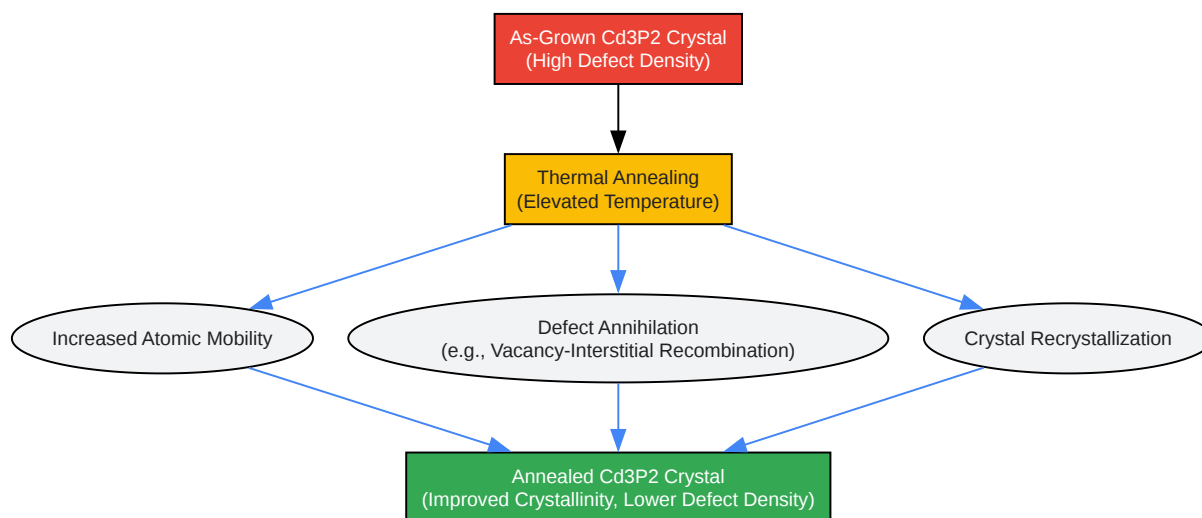 As-Grown Cd3P2 Crystal
(High Defect Density)
Thermal Annealing
(Elevated Temperature)
Increased Atomic Mobility
Defect Annihilation
(e.g., Vacancy-Interstitial Recombination)
Crystal Recrystallization
Annealed Cd3P2 Crystal
(Improved Crystallinity, Lower Defect Density)